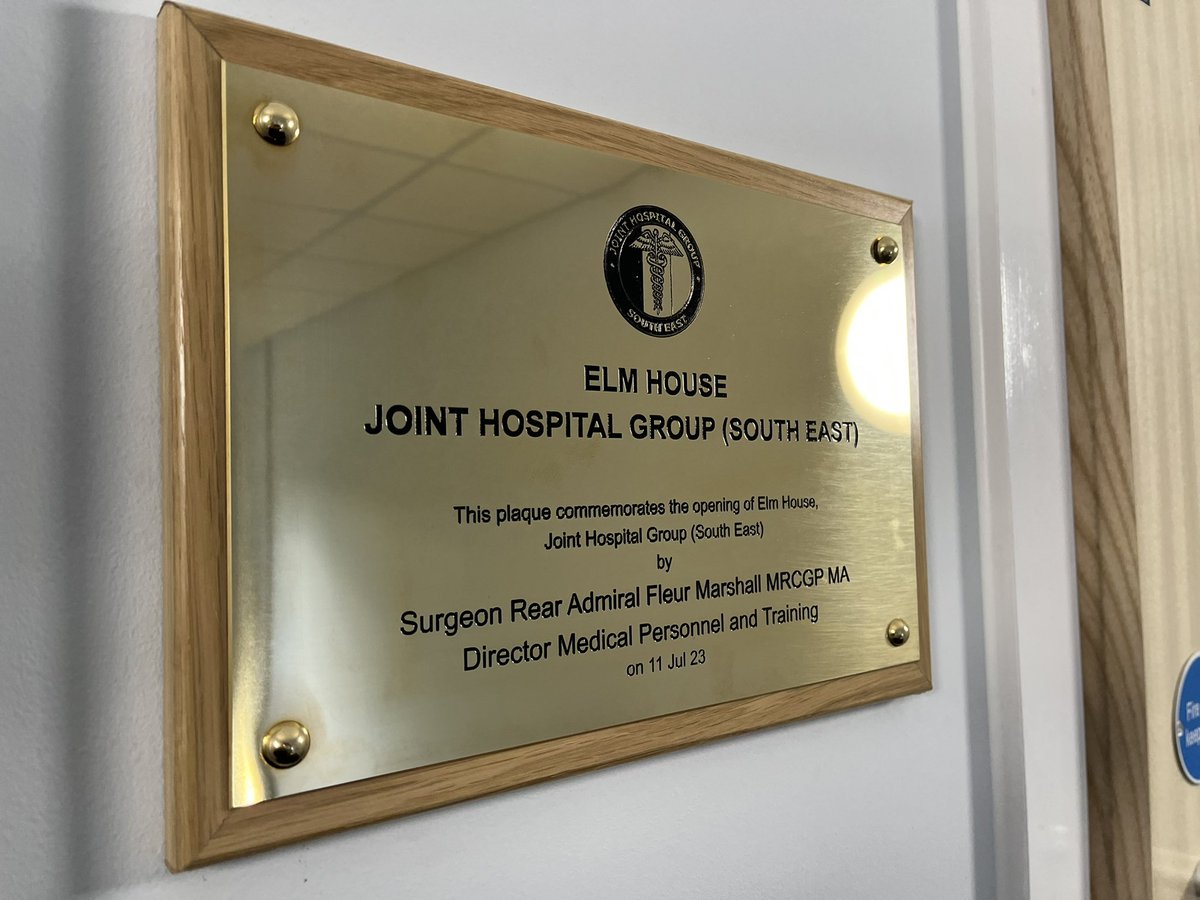 JOINT HOSPITAL GROUP
SOUTH EAST
ELM HOUSE
JOINT HOSPITAL GROUP (SOUTH EAST)
This plaque commemorates the opening of Elm House,
Joint Hospital Group (South East)
by
Surgeon Rear Admiral Fleur Marshall MRCGP MA
Director Medical Personnel and Training
on 11 Jul 23
Fire
keep